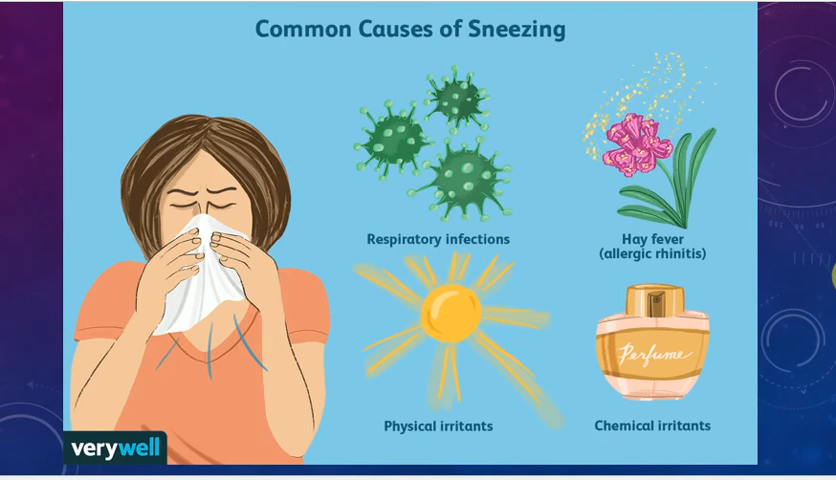 Common Causes of Sneezing
Respiratory infections
Hay fever
(allergic rhinitis)
Perfume
Physical irritants
Chemical irritants
verywell